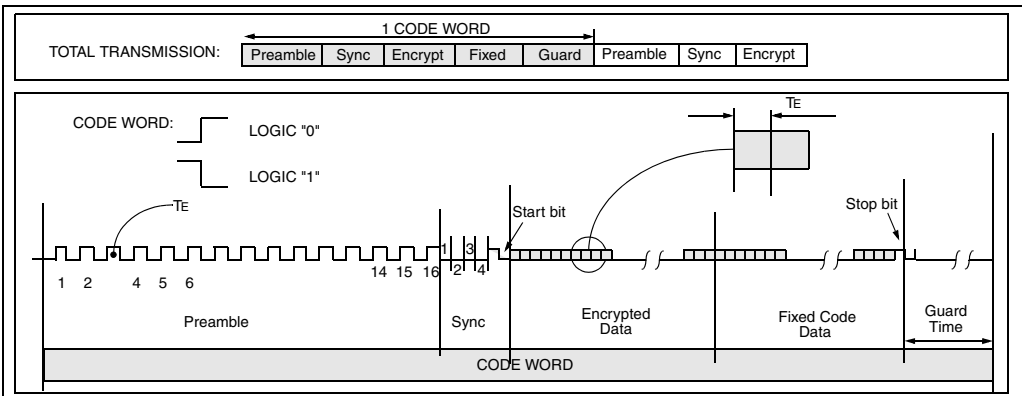 1 CODE WORD
TOTAL TRANSMISSION: Preamble Sync Encrypt Fixed Guard Preamble Sync Encrypt
TE
CODE WORD:
LOGIC "0"
LOGIC "1"
TE
Start bit
Stop bit
1 2 4 5 6 14 15 16
1 2 3 4
Preamble
Sync
Encrypted
Data
Fixed Code
Data
Guard
Time
CODE WORD